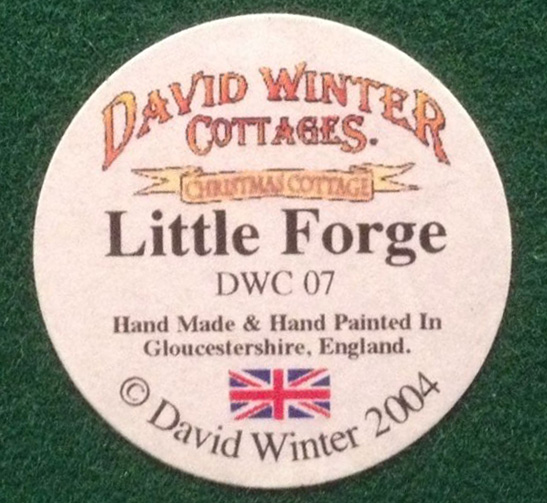 DAVID WINTER
COTTAGES.
CHRISTMAS COTTAGE
Little Forge
DWC 07
Hand Made & Hand Painted In
Gloucestershire, England.
© David Winter 2004